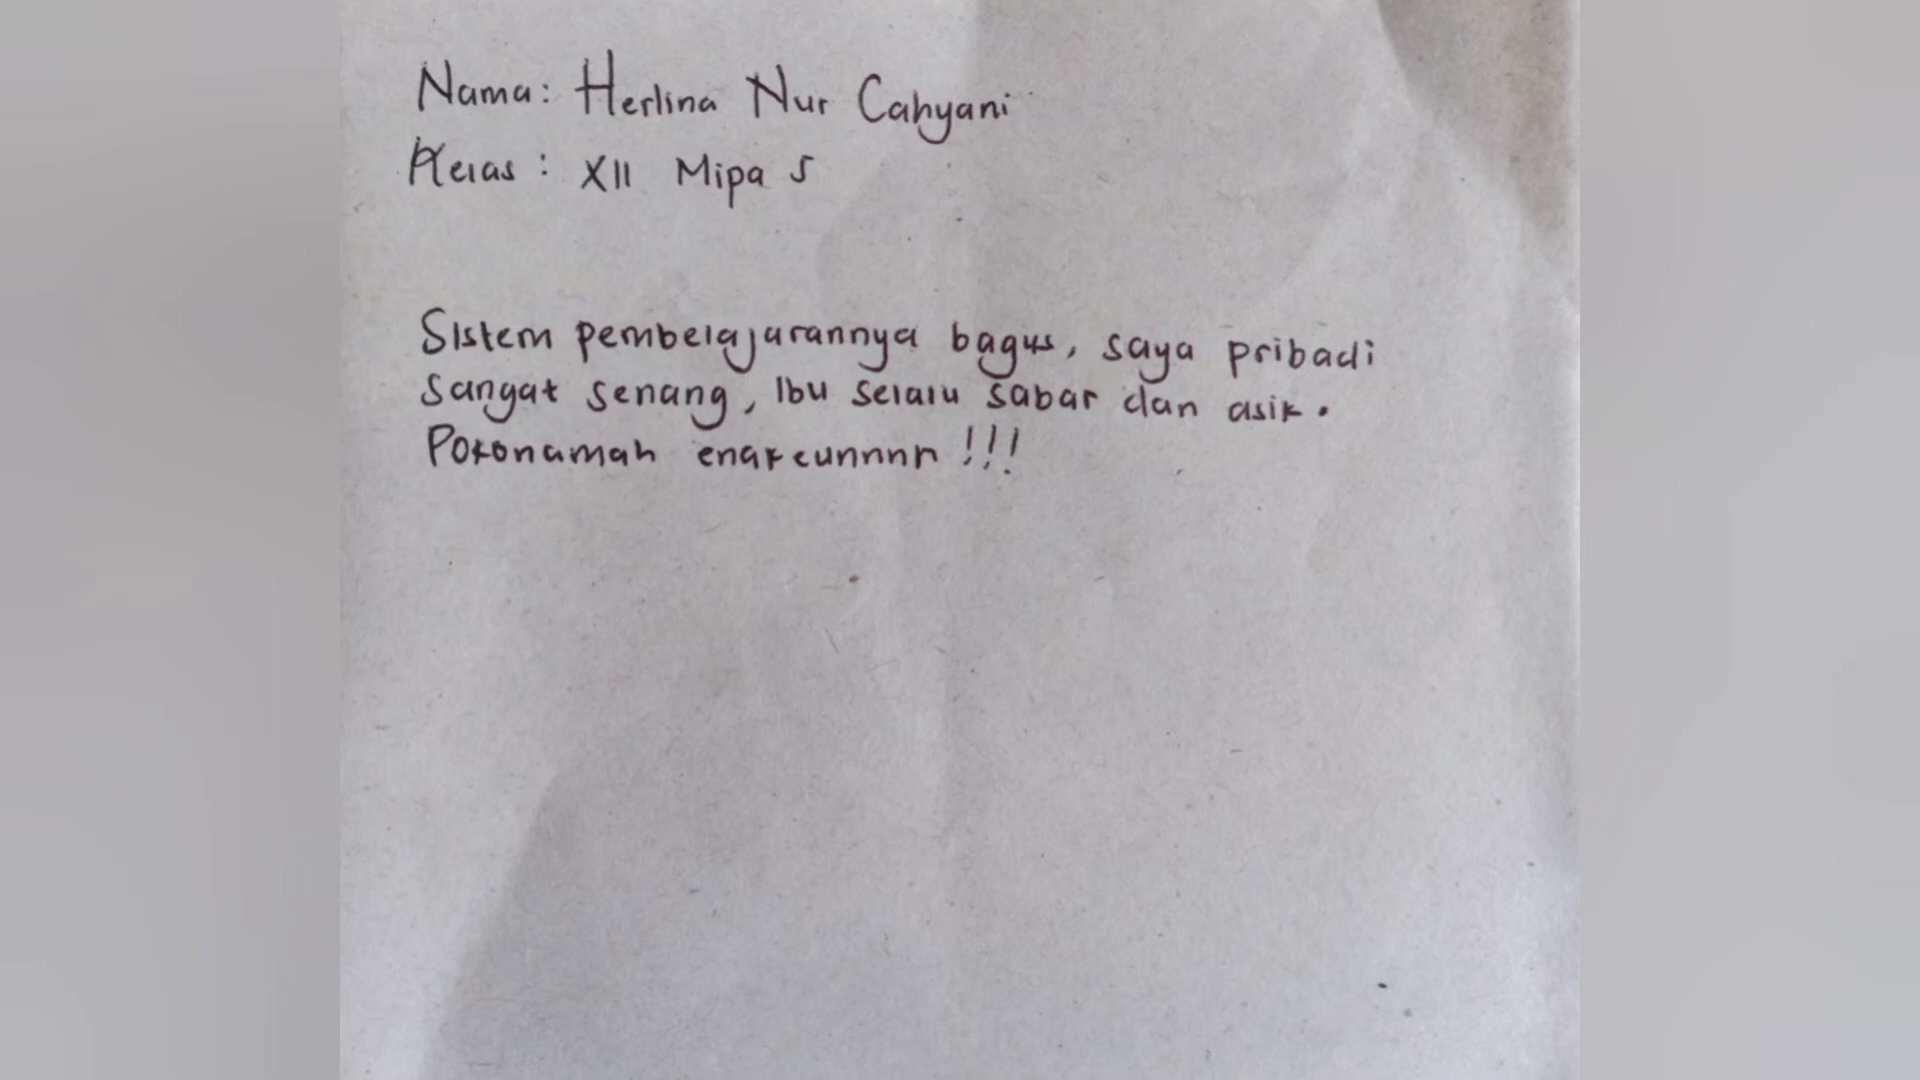 Nama: Herlina Nur Cahyani
Kelas: XII Mipa 5
Sistem pembelajarannya bagus, saya pribadi
sangat senang, Ibu selalu sabar dan asik.
Pokonamah enakeunnnn !!!